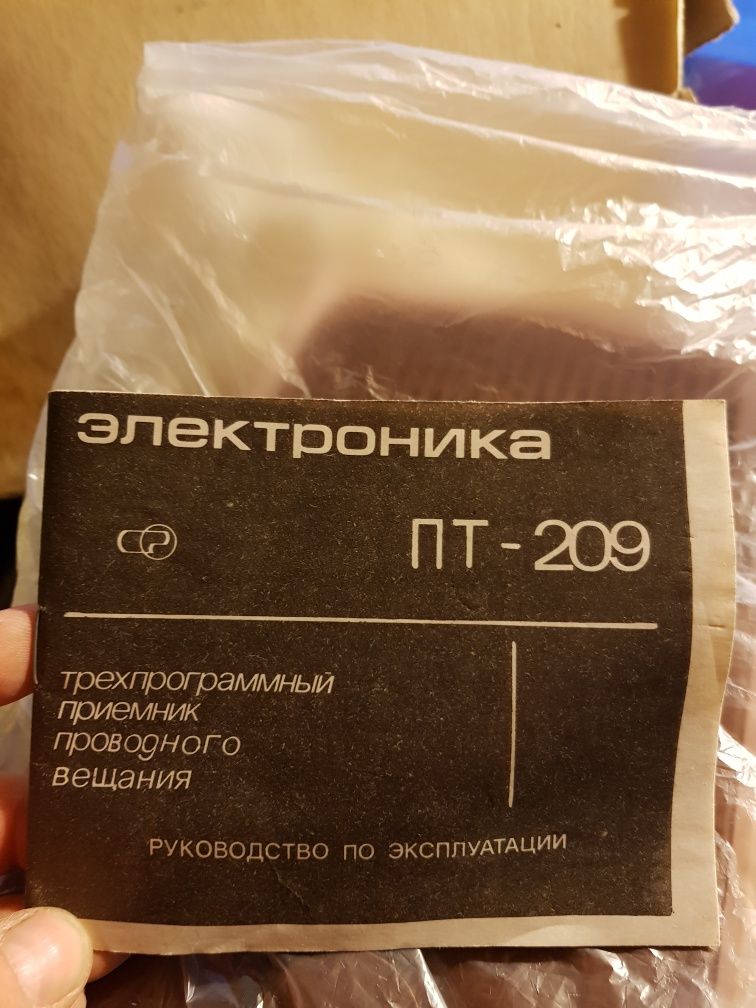 электроника
ПТ-209
трехпрограммный
приемник
проводного
вещания
РУКОВОДСТВО ПО ЭКСПЛУАТАЦИИ